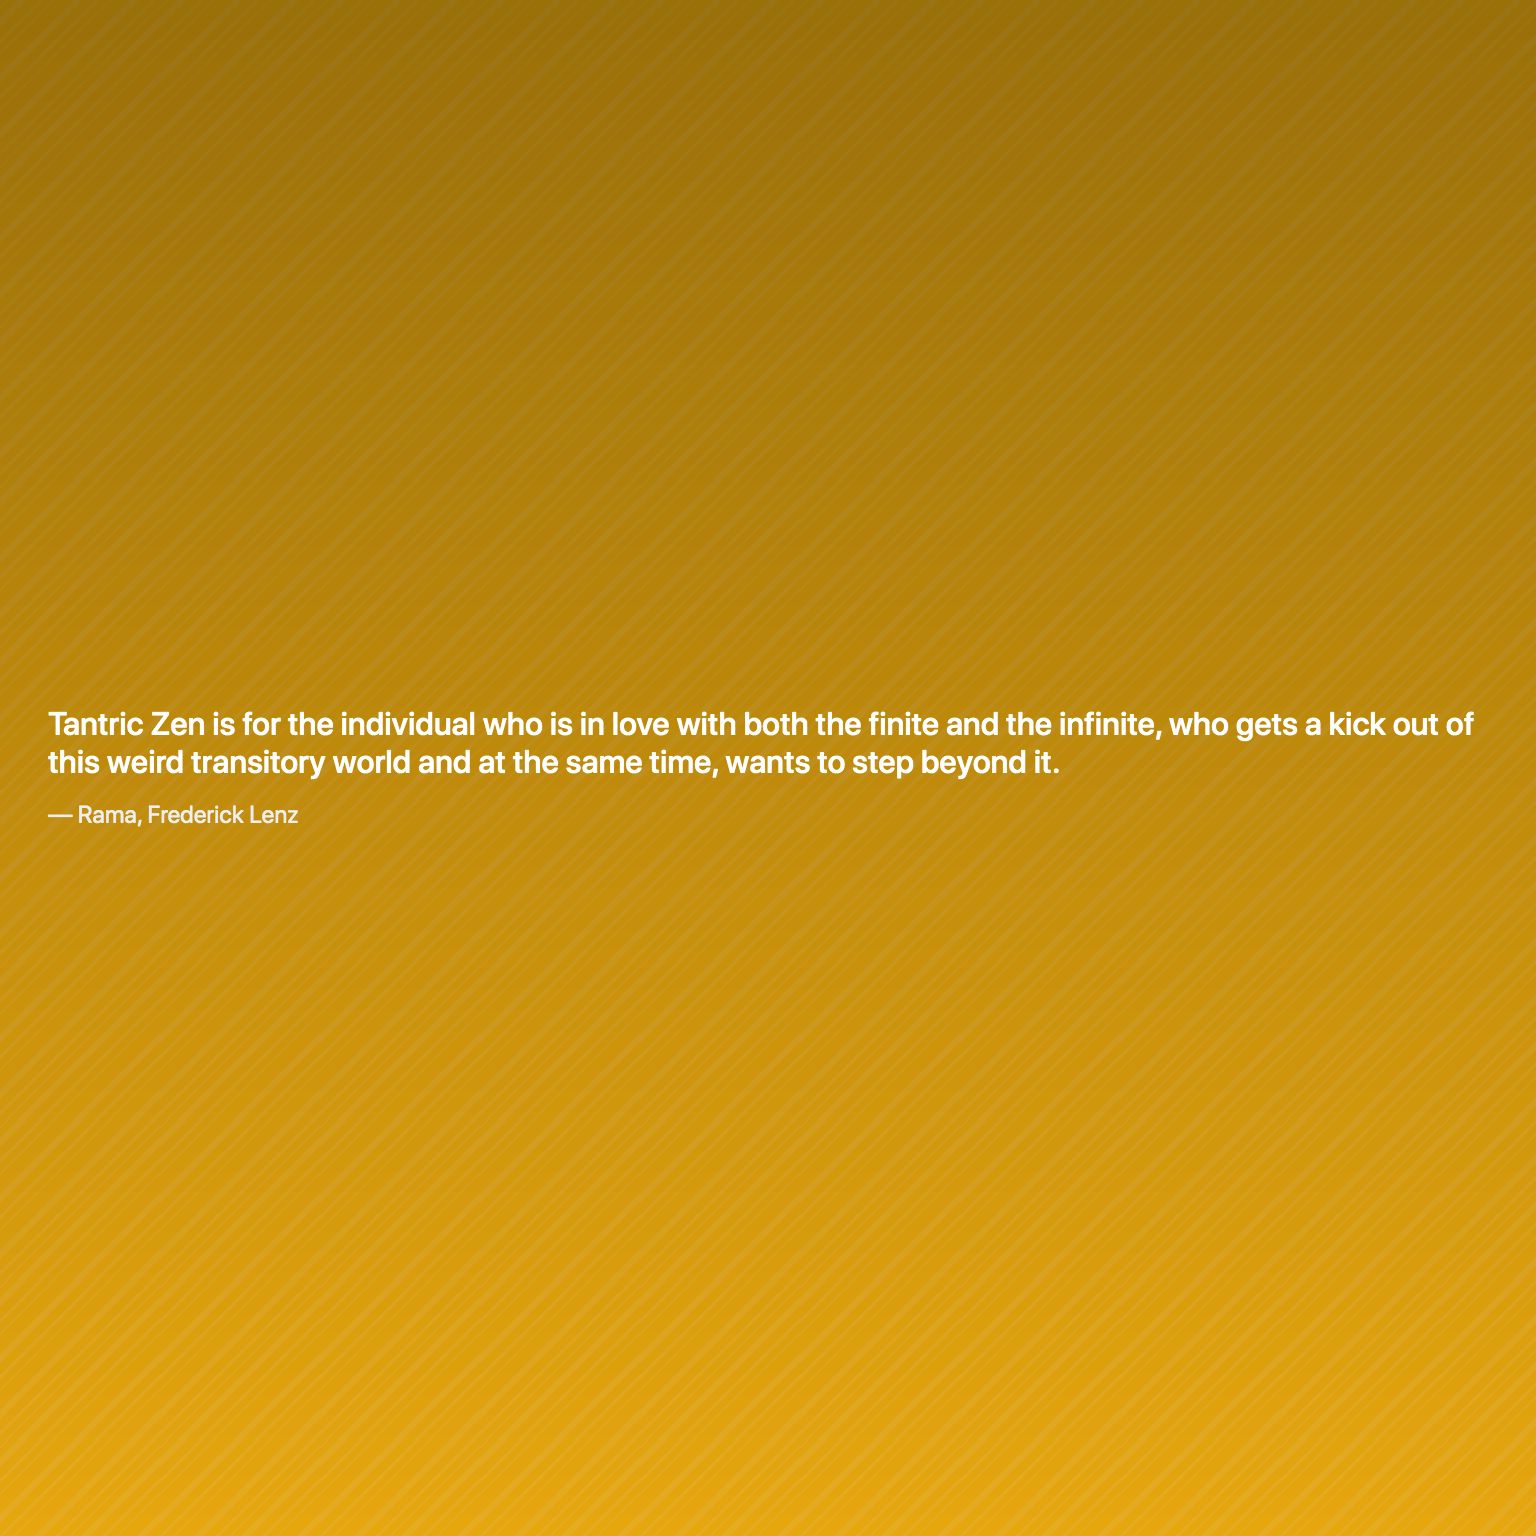 Tantric Zen is for the individual who is in love with both the finite and the infinite, who gets a kick out of
this weird transitory world and at the same time, wants to step beyond it.
— Rama, Frederick Lenz